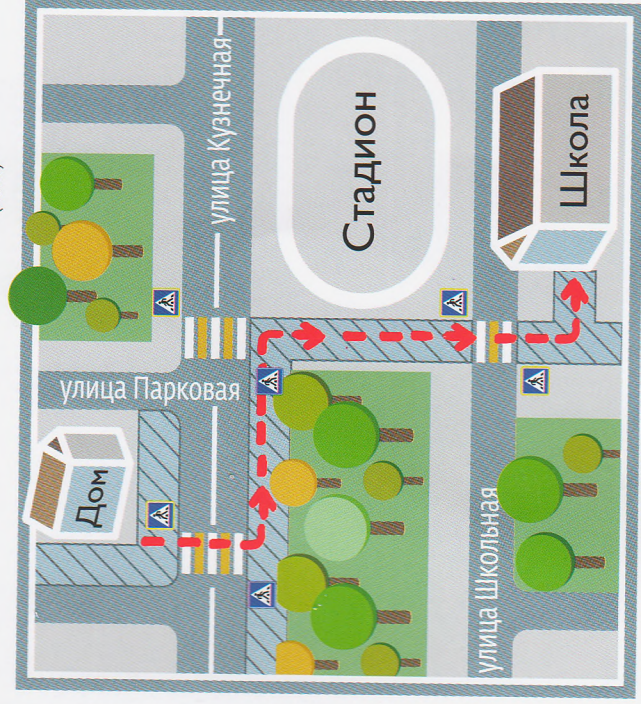 улица Кузнечная
Стадион
Школа
улица Парковая
Дом
улица Школьная